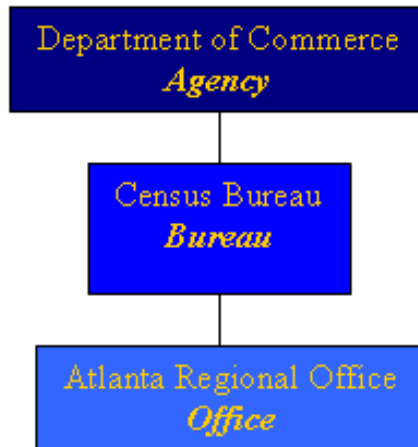 Department of Commerce
Agency
Census Bureau
Bureau
Atlanta Regional Office
Office